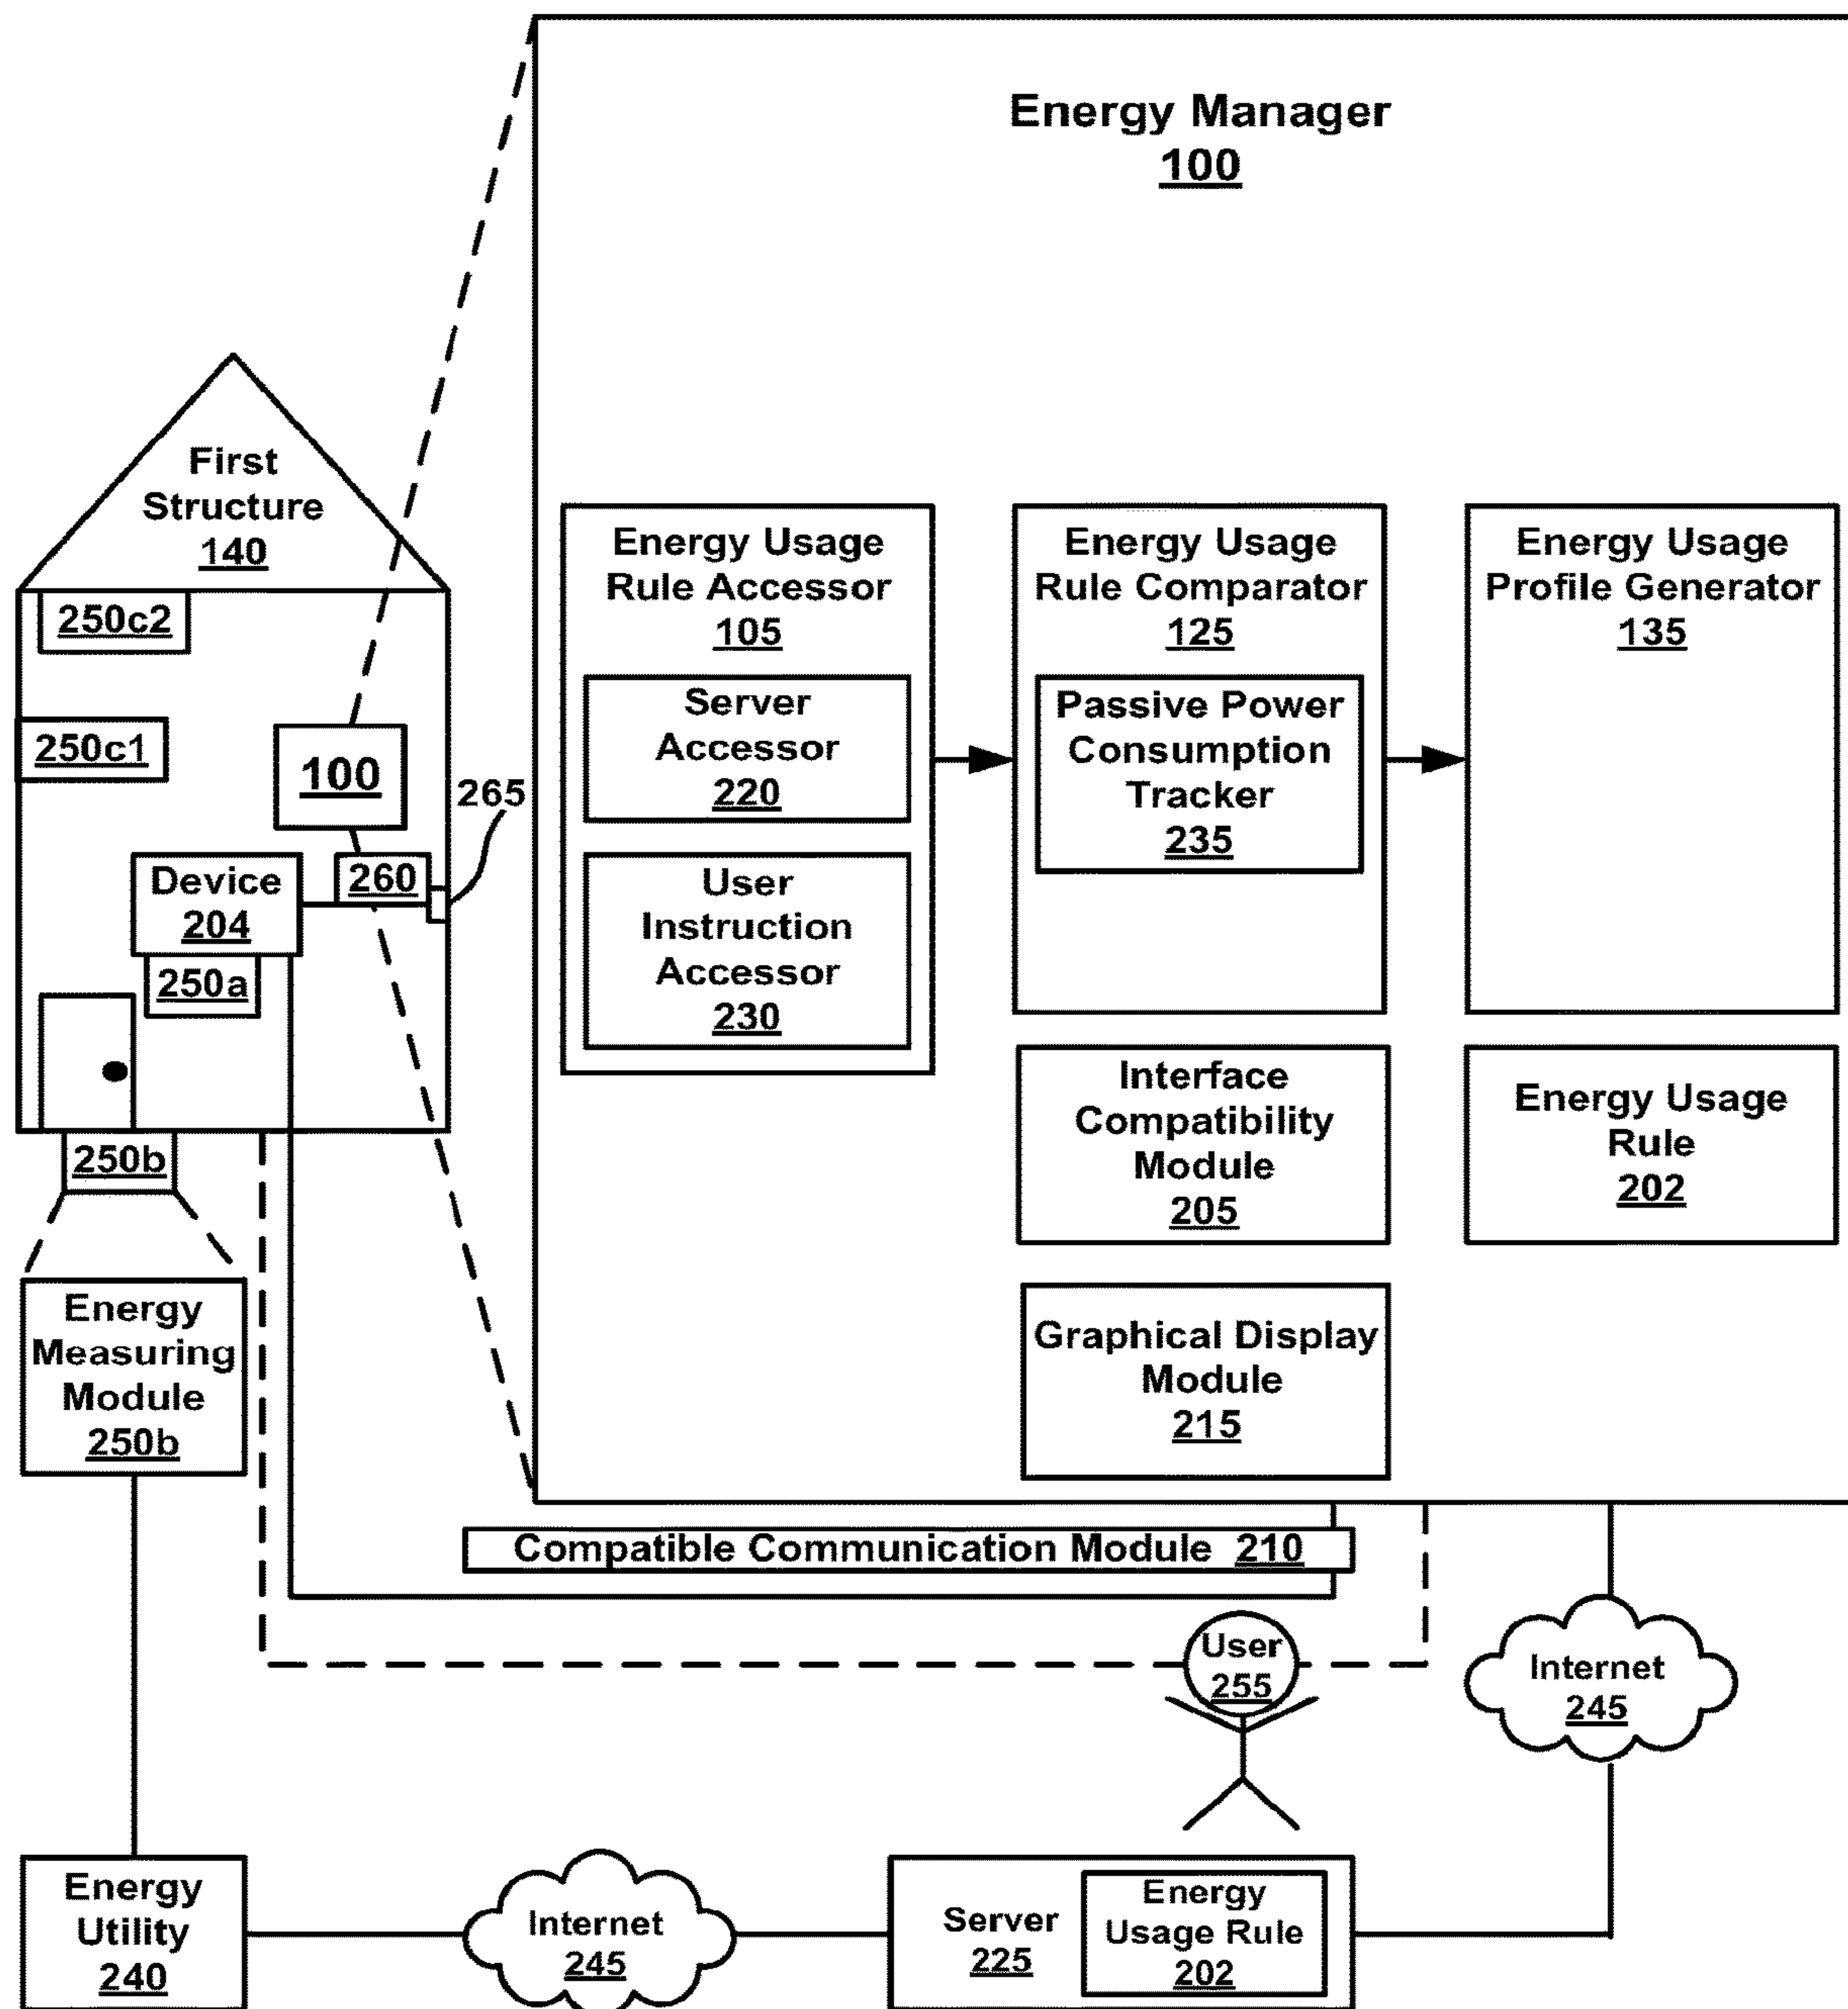 Energy Manager
100
First
Structure
140
250c2
250c1
100
265
260
Device
204
250a
250b
Energy
Measuring
Module
250b
Energy Usage
Rule Accessor
105
Server
Accessor
220
User
Instruction
Accessor
230
Energy Usage
Rule Comparator
125
Passive Power
Consumption
Tracker
235
Energy Usage
Profile Generator
135
Interface
Compatibility
Module
205
Energy Usage
Rule
202
Graphical Display
Module
215
Compatible Communication Module 210
User
255
Internet
245
Energy
Utility
240
Internet
245
Server
225
Energy
Usage Rule
202